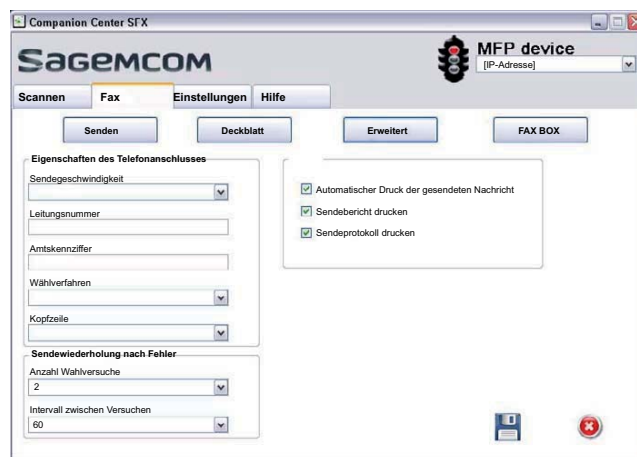 Companion Center SFX
SAGEMCOM
MFP device
[IP-Adresse]
Scannen Fax Einstellungen Hilfe
Senden Deckblatt Erweitert FAX BOX
Eigenschaften des Telefonanschlusses
Sendegeschwindigkeit
Leitungsnummer
Amtskennziffer
Wählverfahren
Kopfzeile
Automatischer Druck der gesendeten Nachricht
Sendebericht drucken
Sendeprotokoll drucken
Sendewiederholung nach Fehler
Anzahl Wahlversuche
2
Intervall zwischen Versuchen
60